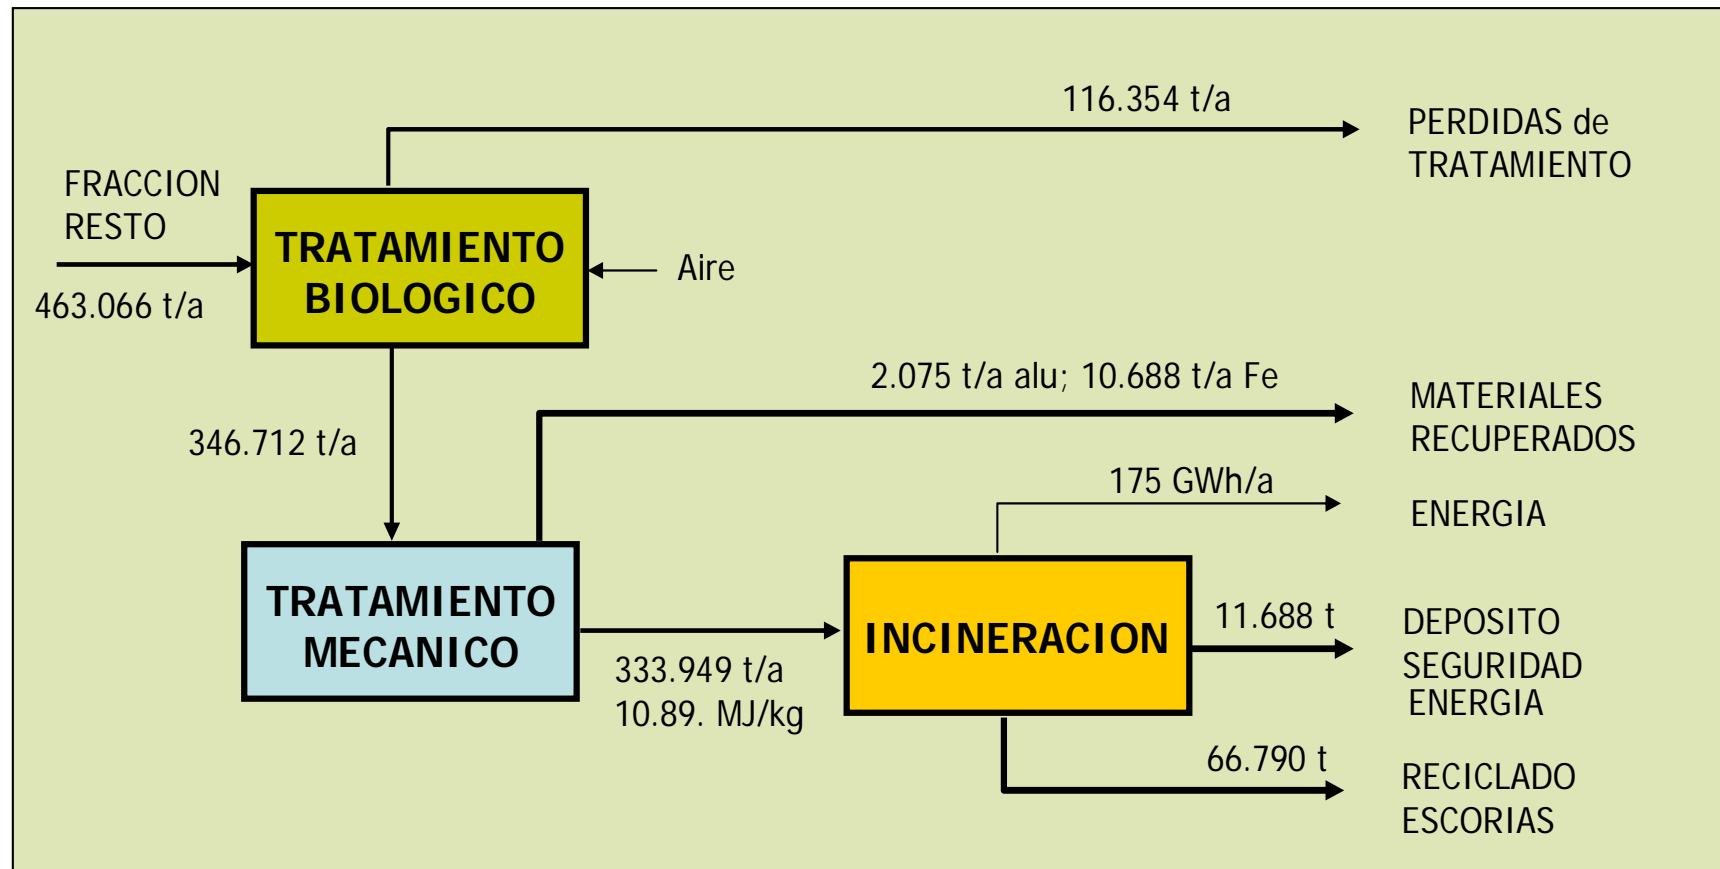 116.354 t/a
PERDIDAS de
TRATAMIENTO
FRACCION
RESTO
463.066 t/a
TRATAMIENTO
BIOLOGICO
Aire
346.712 t/a
2.075 t/a alu; 10.688 t/a Fe
MATERIALES
RECUPERADOS
175 GWh/a
ENERGIA
TRATAMIENTO
MECANICO
333.949 t/a
10.89. MJ/kg
INCINERACION
11.688 t
DEPOSITO
SEGURIDAD
ENERGIA
66.790 t
RECICLADO
ESCORIAS